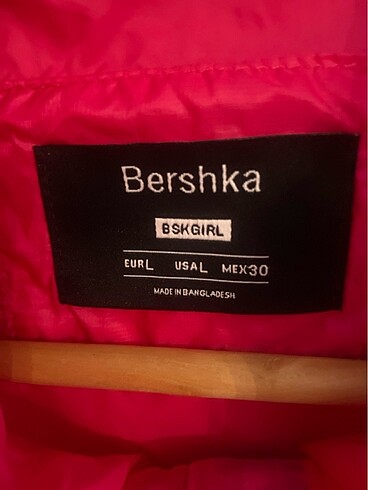 Bershka
BSKGIRL
EUR L USA L MEX 30
MADE IN BANGLADESH